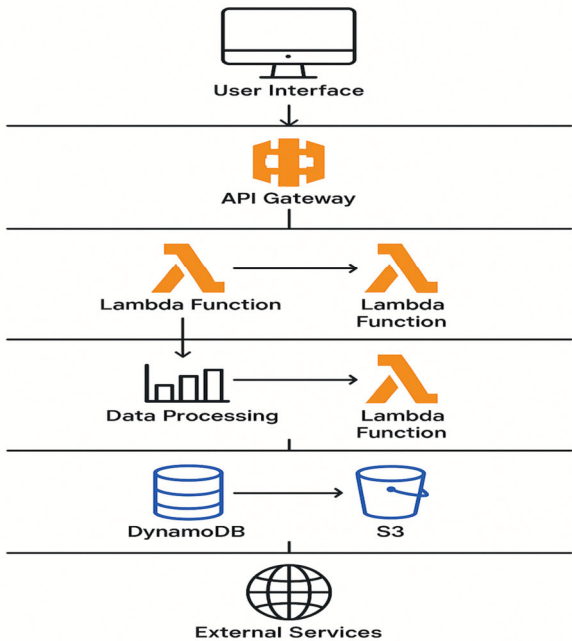 User Interface
API Gateway
Lambda Function
Lambda
Function
Data Processing
Lambda
Function
DynamoDB
S3
External Services